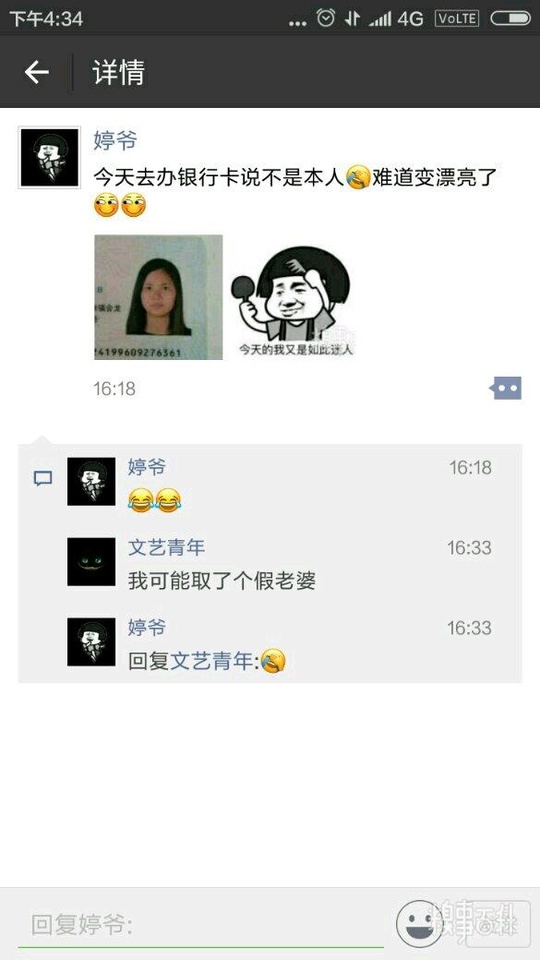 下午4:34
4G
VoLTE
详情
婷爷
今天去办银行卡说不是本人难道变漂亮了
24199609276361
今天的我又是如此迷人
16:18
婷爷
16:18
文艺青年
16:33
我可能取了个假老婆
婷爷
16:33
回复文艺青年:
回复婷爷: